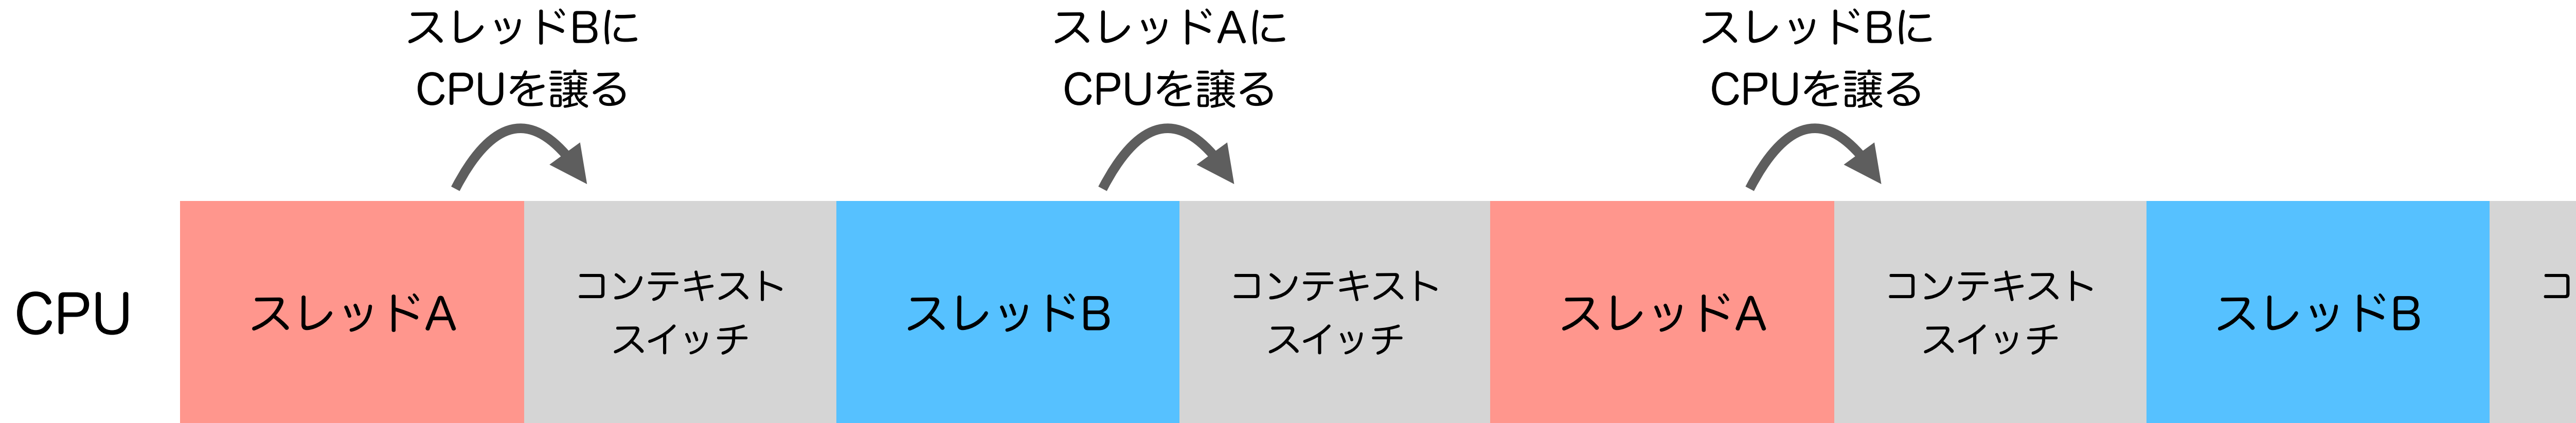 スレッドBに
CPUを譲る
スレッドAに
CPUを譲る
スレッドBに
CPUを譲る
CPU
スレッドA
コンテキスト
スイッチ
スレッドB
コンテキスト
スイッチ
スレッドA
コンテキスト
スイッチ
スレッドB
コ